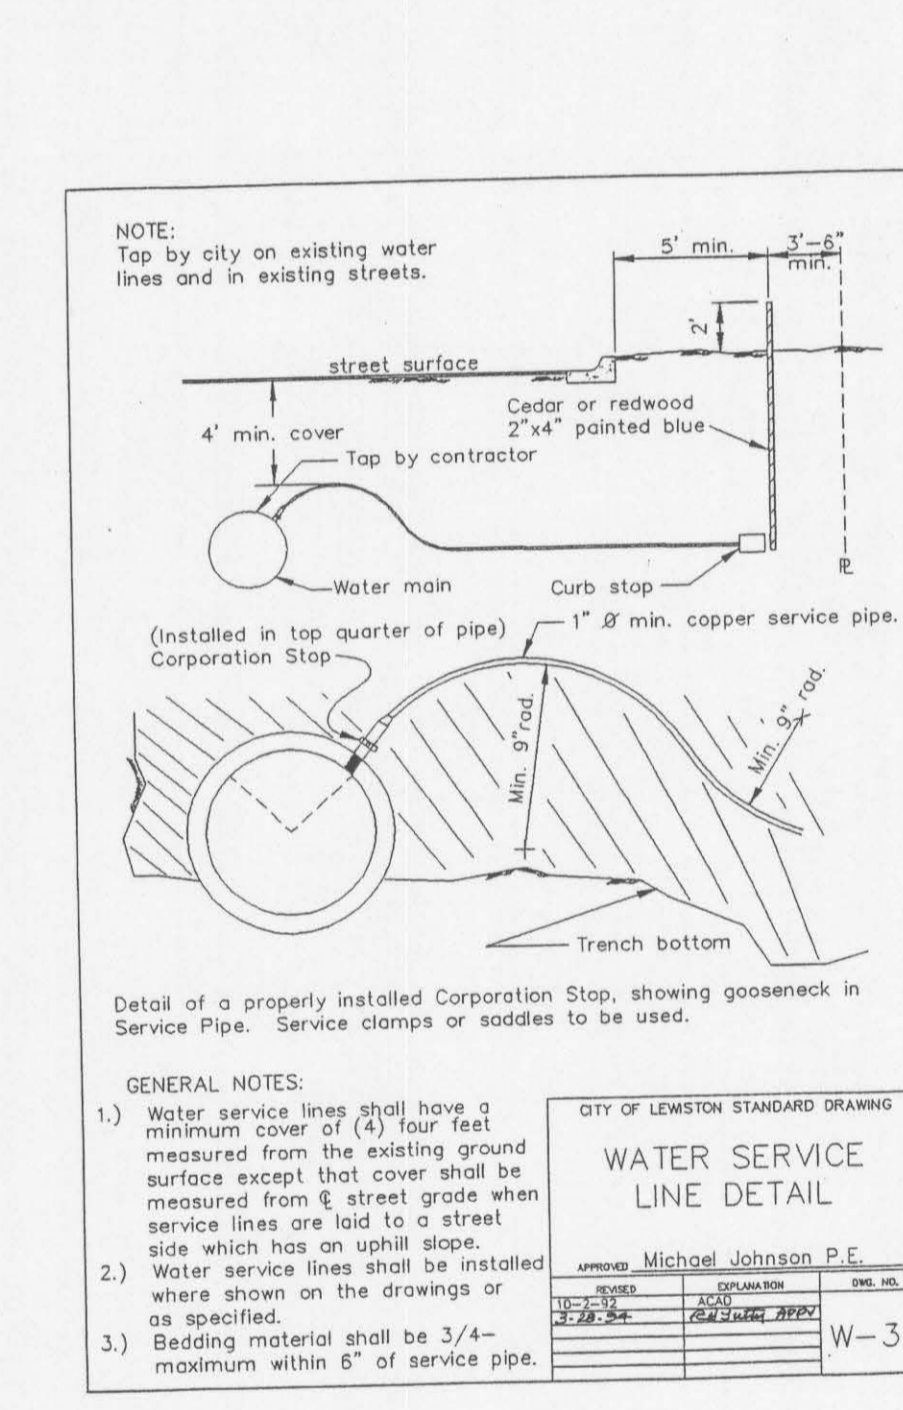 NOTE:
Tap by city on existing water
lines and in existing streets.
5' min.
3'-6"
min.
2'
street surface
4' min. cover
Cedar or redwood
2"x4" painted blue
Tap by contractor
Water main
Curb stop
PL
(Installed in top quarter of pipe)
Corporation Stop
1" Ø min. copper service pipe.
Min. 9" rad.
Min. 9" rad.
Trench bottom
Detail of a properly installed Corporation Stop, showing gooseneck in
Service Pipe. Service clamps or saddles to be used.
GENERAL NOTES:
1.) Water service lines shall have a
minimum cover of (4) four feet
measured from the existing ground
surface except that cover shall be
measured from ℄ street grade when
service lines are laid to a street
side which has an uphill slope.
2.) Water service lines shall be installed
where shown on the drawings or
as specified.
3.) Bedding material shall be 3/4-
maximum within 6" of service pipe.
CITY OF LEWISTON STANDARD DRAWING
WATER SERVICE
LINE DETAIL
APPROVED Michael Johnson P.E.
REVISED EXPLANATION DWG. NO.
10-2-92 ACAD
3-28-94 APPV
W-3